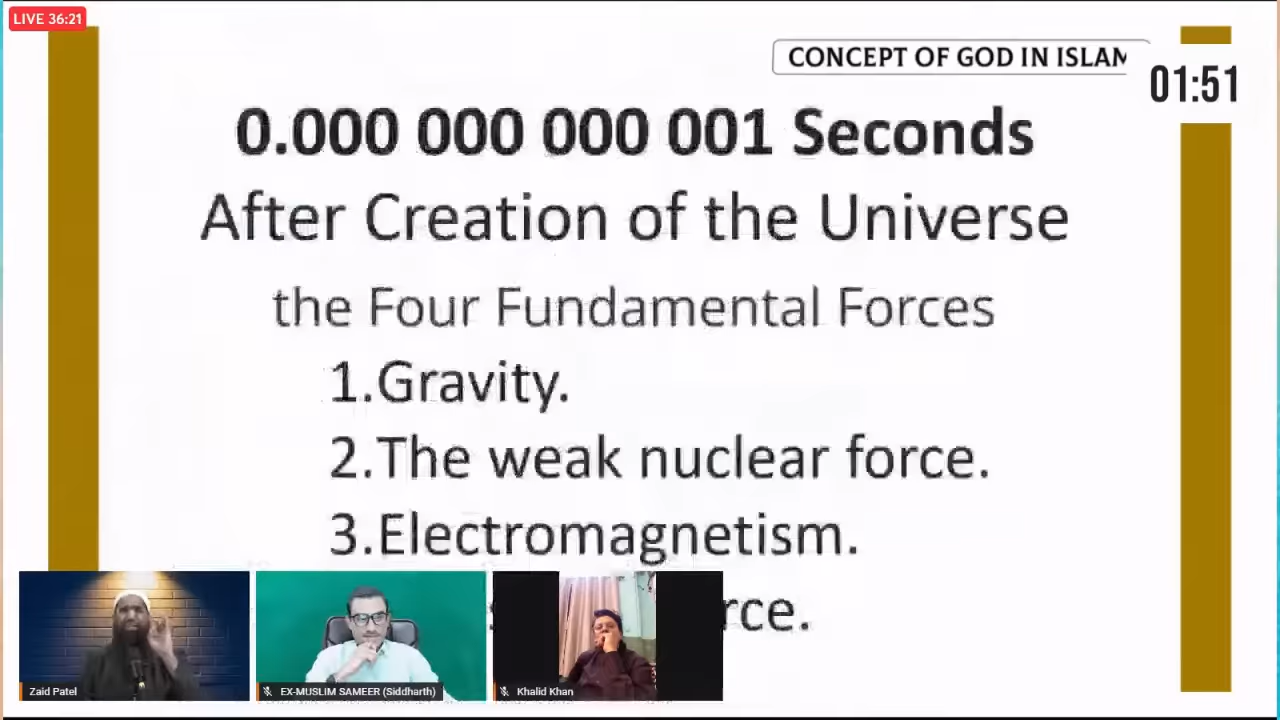 LIVE 36:21
CONCEPT OF GOD IN ISLAM
01:51
0.000 000 000 001 Seconds
After Creation of the Universe
the Four Fundamental Forces
1.Gravity.
2.The weak nuclear force.
3.Electromagnetism.
rce.
Zaid Patel
EX-MUSLIM SAMEER (Siddharth)
Khalid Khan